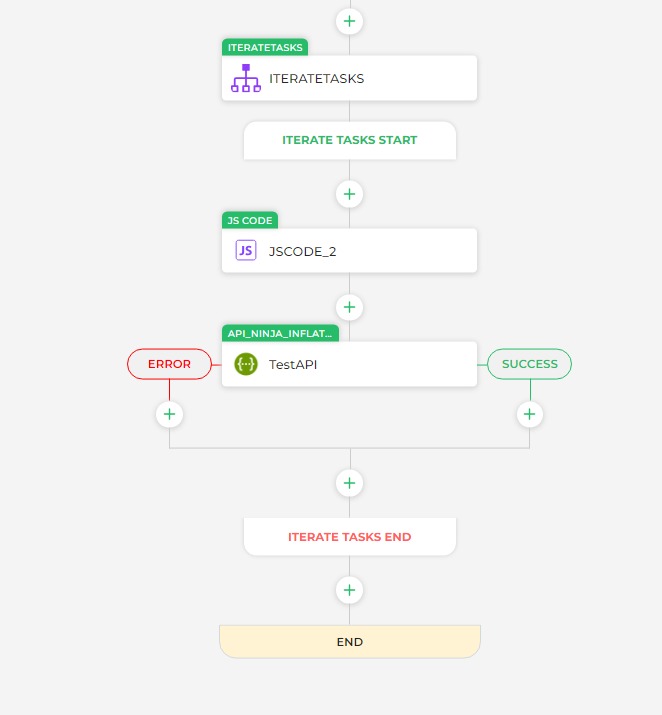 ITERATETASKS
ITERATETASKS
ITERATE TASKS START
JS CODE
JS JSCODE_2
API_NINJA_INFLAT...
ERROR
TestAPI
SUCCESS
ITERATE TASKS END
END